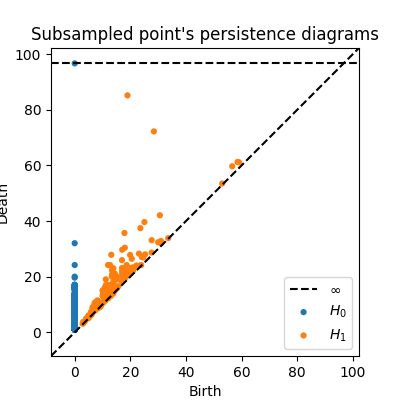 Subsampled point's persistence diagrams
100
80
60
40
20
0
Death
0 20 40 60 80 100
Birth
∞
H₀
H₁